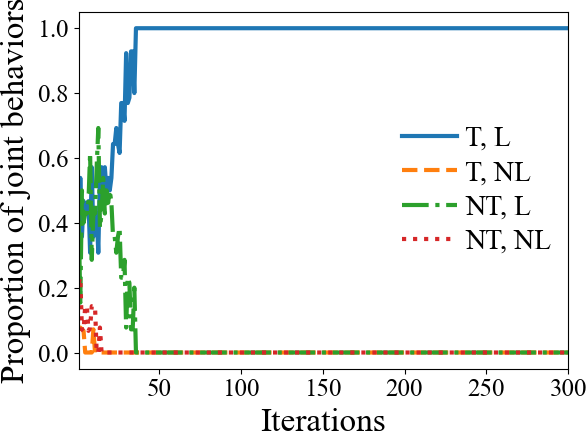 Proportion of joint behaviors
1.0
0.8
0.6
0.4
0.2
0.0
T, L
T, NL
NT, L
NT, NL
50 100 150 200 250 300
Iterations